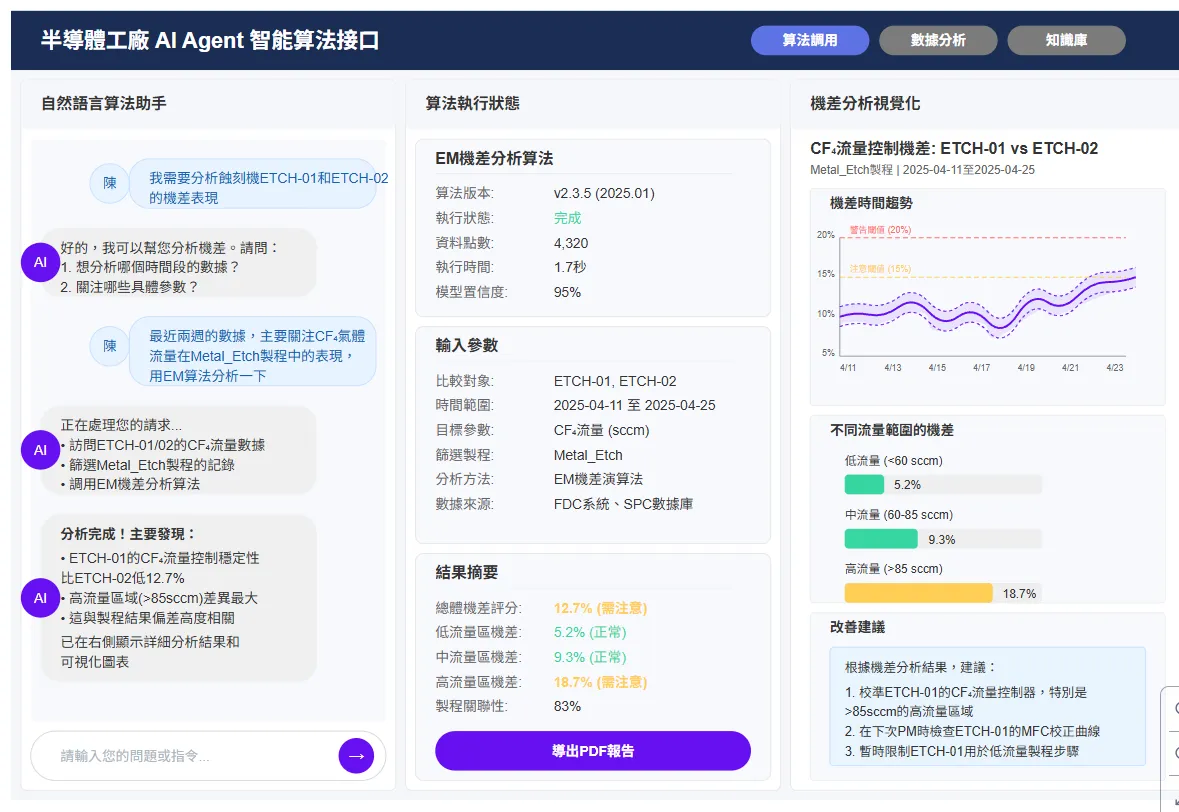 半導體工廠 AI Agent 智能算法接口
算法調用
數據分析
知識庫
自然語言算法助手
陳
我需要分析蝕刻機ETCH-01和ETCH-02
的機差表現
AI
好的，我可以幫您分析機差。請問：
1. 想分析哪個時間段的數據？
2. 關注哪些具體參數？
陳
最近兩週的數據，主要關注CF₄氣體
流量在Metal_Etch製程中的表現，
用EM算法分析一下
AI
正在處理您的請求...
• 訪問ETCH-01/02的CF₄流量數據
• 篩選Metal_Etch製程的記錄
• 調用EM機差分析算法
AI
分析完成！主要發現：
• ETCH-01的CF₄流量控制穩定性
比ETCH-02低12.7%
• 高流量區域(>85sccm)差異最大
• 這與製程結果偏差高度相關
已在右側顯示詳細分析結果和
可視化圖表
請輸入您的問題或指令...
→
算法執行狀態
EM機差分析算法
算法版本: v2.3.5 (2025.01)
執行狀態: 完成
資料點數: 4,320
執行時間: 1.7秒
模型置信度: 95%
輸入參數
比較對象: ETCH-01, ETCH-02
時間範圍: 2025-04-11 至 2025-04-25
目標參數: CF₄流量 (sccm)
篩選製程: Metal_Etch
分析方法: EM機差演算法
數據來源: FDC系統、SPC數據庫
結果摘要
總體機差評分: 12.7% (需注意)
低流量區機差: 5.2% (正常)
中流量區機差: 9.3% (正常)
高流量區機差: 18.7% (需注意)
製程關聯性: 83%
導出PDF報告
機差分析視覺化
CF₄流量控制機差: ETCH-01 vs ETCH-02
Metal_Etch製程 | 2025-04-11至2025-04-25
機差時間趨勢
警告閾值 (20%)
20%
注意閾值 (15%)
15%
10%
5%
4/11 4/13 4/15 4/17 4/19 4/21 4/23
不同流量範圍的機差
低流量 (<60 sccm)
5.2%
中流量 (60-85 sccm)
9.3%
高流量 (>85 sccm)
18.7%
改善建議
根據機差分析結果，建議：
1. 校準ETCH-01的CF₄流量控制器，特別是
>85sccm的高流量區域
2. 在下次PM時檢查ETCH-01的MFC校正曲線
3. 暫時限制ETCH-01用於低流量製程步驟